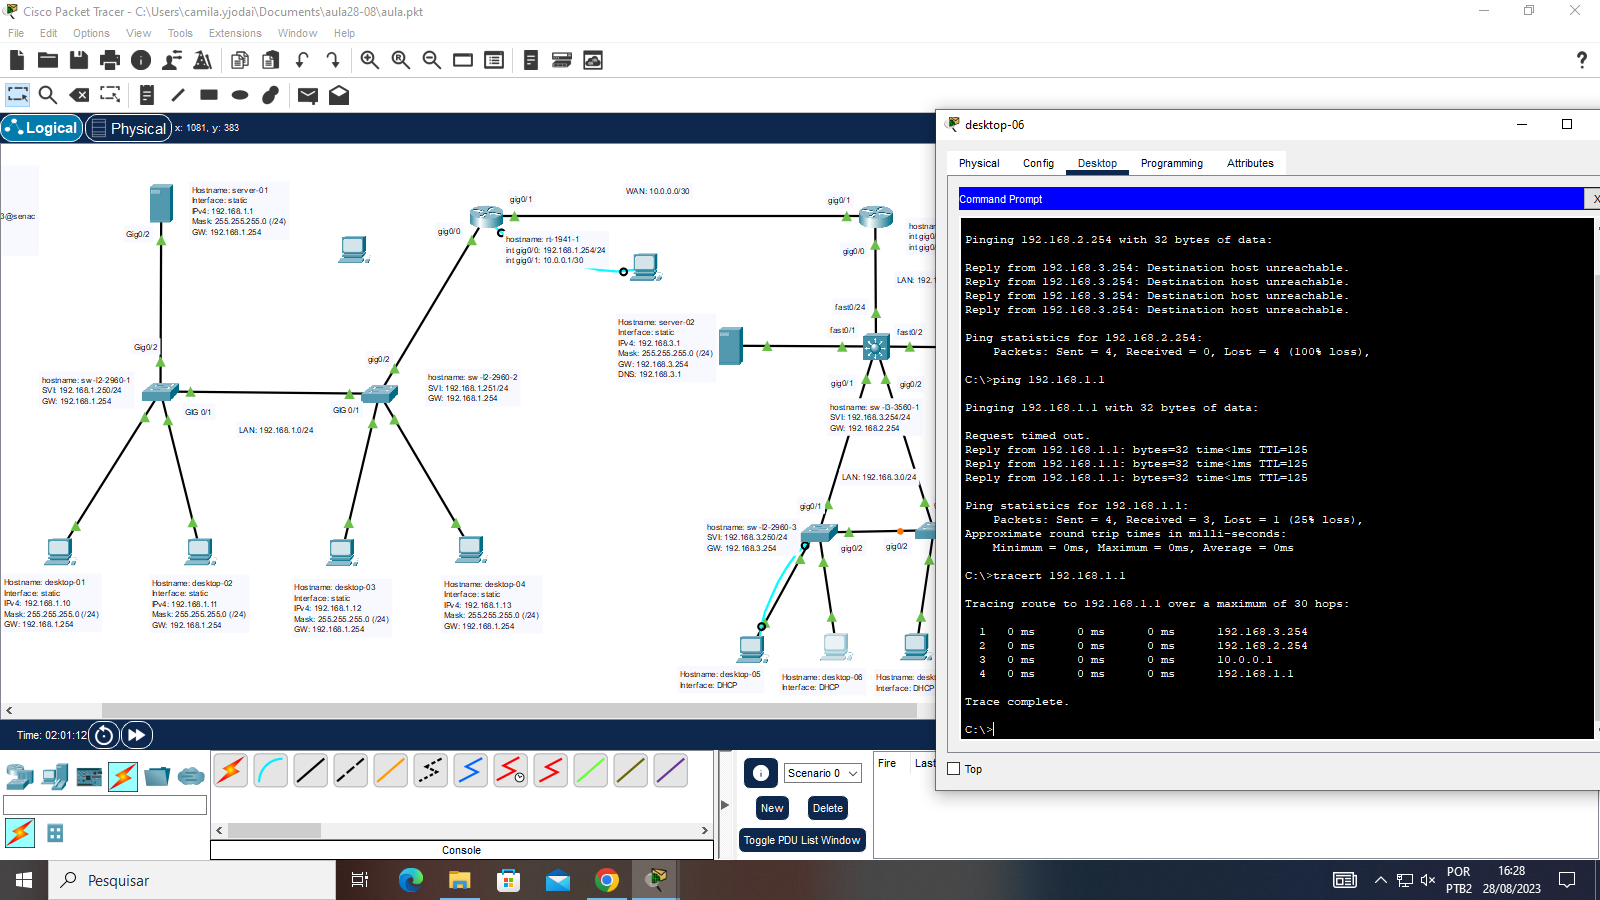 Cisco Packet Tracer - C:\Users\camila.yjodai\Documents\aula28-08\aula.pkt
File Edit Options View Tools Extensions Window Help
Logical Physical x: 1081, y: 383
3@senac
Hostname: server-01
Interface: static
IPv4: 192.168.1.1
Mask: 255.255.255.0 (/24)
GW: 192.168.1.254
Gig0/2
gig0/1
WAN: 10.0.0.0/30
gig0/1
gig0/0
hostname: rt-1941-1
int gig0/0: 192.168.1.254/24
int gig0/1: 10.0.0.1/30
hostna
int gig0/
int gig0/
gig0/0
LAN: 192.1
fast0/24
Hostname: server-02
Interface: static
IPv4: 192.168.3.1
Mask: 255.255.255.0 (/24)
GW: 192.168.3.254
DNS: 192.168.3.1
fast0/1
fast0/2
Gig0/2
gig0/2
hostname: sw-l2-2960-1
SVI: 192.168.1.250/24
GW: 192.168.1.254
GIG 0/1
GIG 0/1
hostname: sw-l2-2960-2
SVI: 192.168.1.251/24
GW: 192.168.1.254
LAN: 192.168.1.0/24
gig0/1
gig0/2
hostname: sw-l3-3560-1
SVI: 192.168.3.254/24
GW: 192.168.2.254
LAN: 192.168.3.0/24
gig0/1
hostname: sw-l2-2960-3
SVI: 192.168.3.250/24
GW: 192.168.3.254
gig0/2
gig0/2
Hostname: desktop-01
Interface: static
IPv4: 192.168.1.10
Mask: 255.255.255.0 (/24)
GW: 192.168.1.254
Hostname: desktop-02
Interface: static
IPv4: 192.168.1.11
Mask: 255.255.255.0 (/24)
GW: 192.168.1.254
Hostname: desktop-03
Interface: static
IPv4: 192.168.1.12
Mask: 255.255.255.0 (/24)
GW: 192.168.1.254
Hostname: desktop-04
Interface: static
IPv4: 192.168.1.13
Mask: 255.255.255.0 (/24)
GW: 192.168.1.254
Hostname: desktop-05
Interface: DHCP
Hostname: desktop-06
Interface: DHCP
Hostname: deskt
Interface: DHCP
desktop-06
Physical Config Desktop Programming Attributes
Command Prompt
X
Pinging 192.168.2.254 with 32 bytes of data:
Reply from 192.168.3.254: Destination host unreachable.
Reply from 192.168.3.254: Destination host unreachable.
Reply from 192.168.3.254: Destination host unreachable.
Reply from 192.168.3.254: Destination host unreachable.
Ping statistics for 192.168.2.254:
Packets: Sent = 4, Received = 0, Lost = 4 (100% loss),
C:\>ping 192.168.1.1
Pinging 192.168.1.1 with 32 bytes of data:
Request timed out.
Reply from 192.168.1.1: bytes=32 time<1ms TTL=125
Reply from 192.168.1.1: bytes=32 time<1ms TTL=125
Reply from 192.168.1.1: bytes=32 time<1ms TTL=125
Ping statistics for 192.168.1.1:
Packets: Sent = 4, Received = 3, Lost = 1 (25% loss),
Approximate round trip times in milli-seconds:
Minimum = 0ms, Maximum = 0ms, Average = 0ms
C:\>tracert 192.168.1.1
Tracing route to 192.168.1.1 over a maximum of 30 hops:
1 0 ms 0 ms 0 ms 192.168.3.254
2 0 ms 0 ms 0 ms 192.168.2.254
3 0 ms 0 ms 0 ms 10.0.0.1
4 0 ms 0 ms 0 ms 192.168.1.1
Trace complete.
C:\>
Top
Time: 02:01:12
Console
Scenario 0
New Delete
Toggle PDU List Window
Fire Last
Pesquisar
POR
PTB2
16:28
28/08/2023